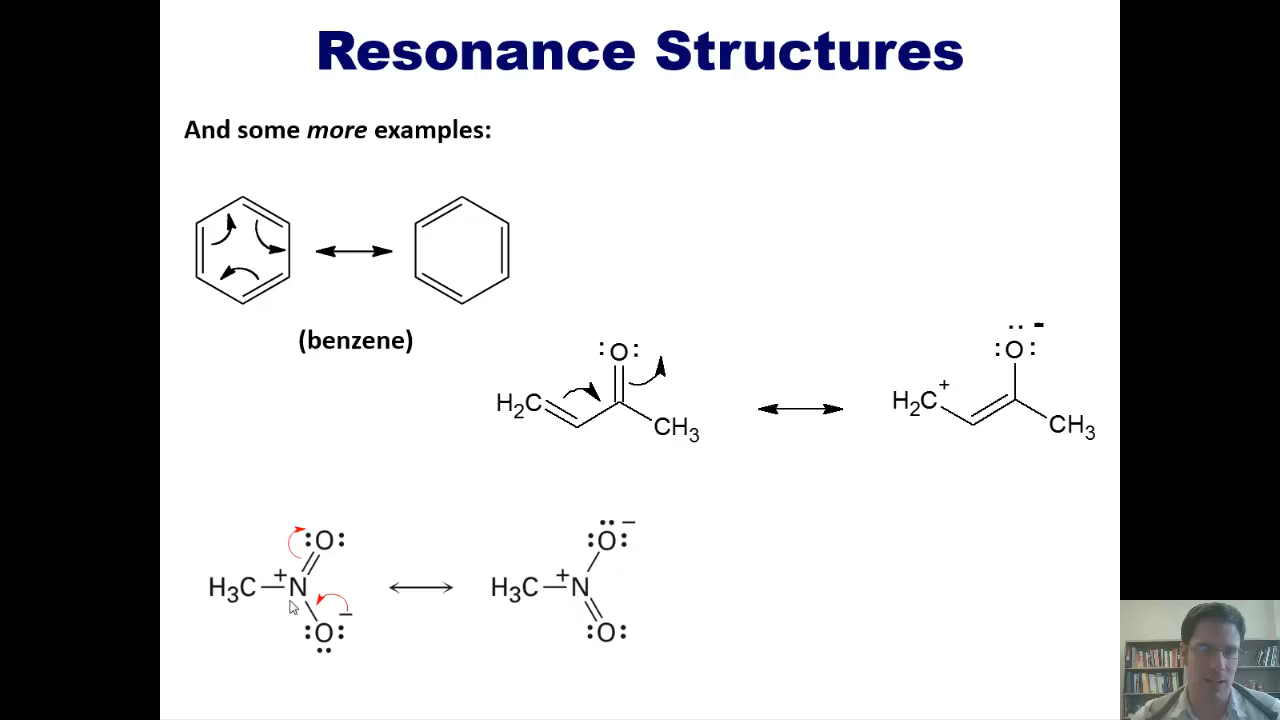 Resonance Structures
And some more examples:
(benzene)
:O:
H₂C
CH₃
:O: -
H₂C+
CH₃
:O:
H₃C-N+
:O: −
:O: −
H₃C-N+
:O: